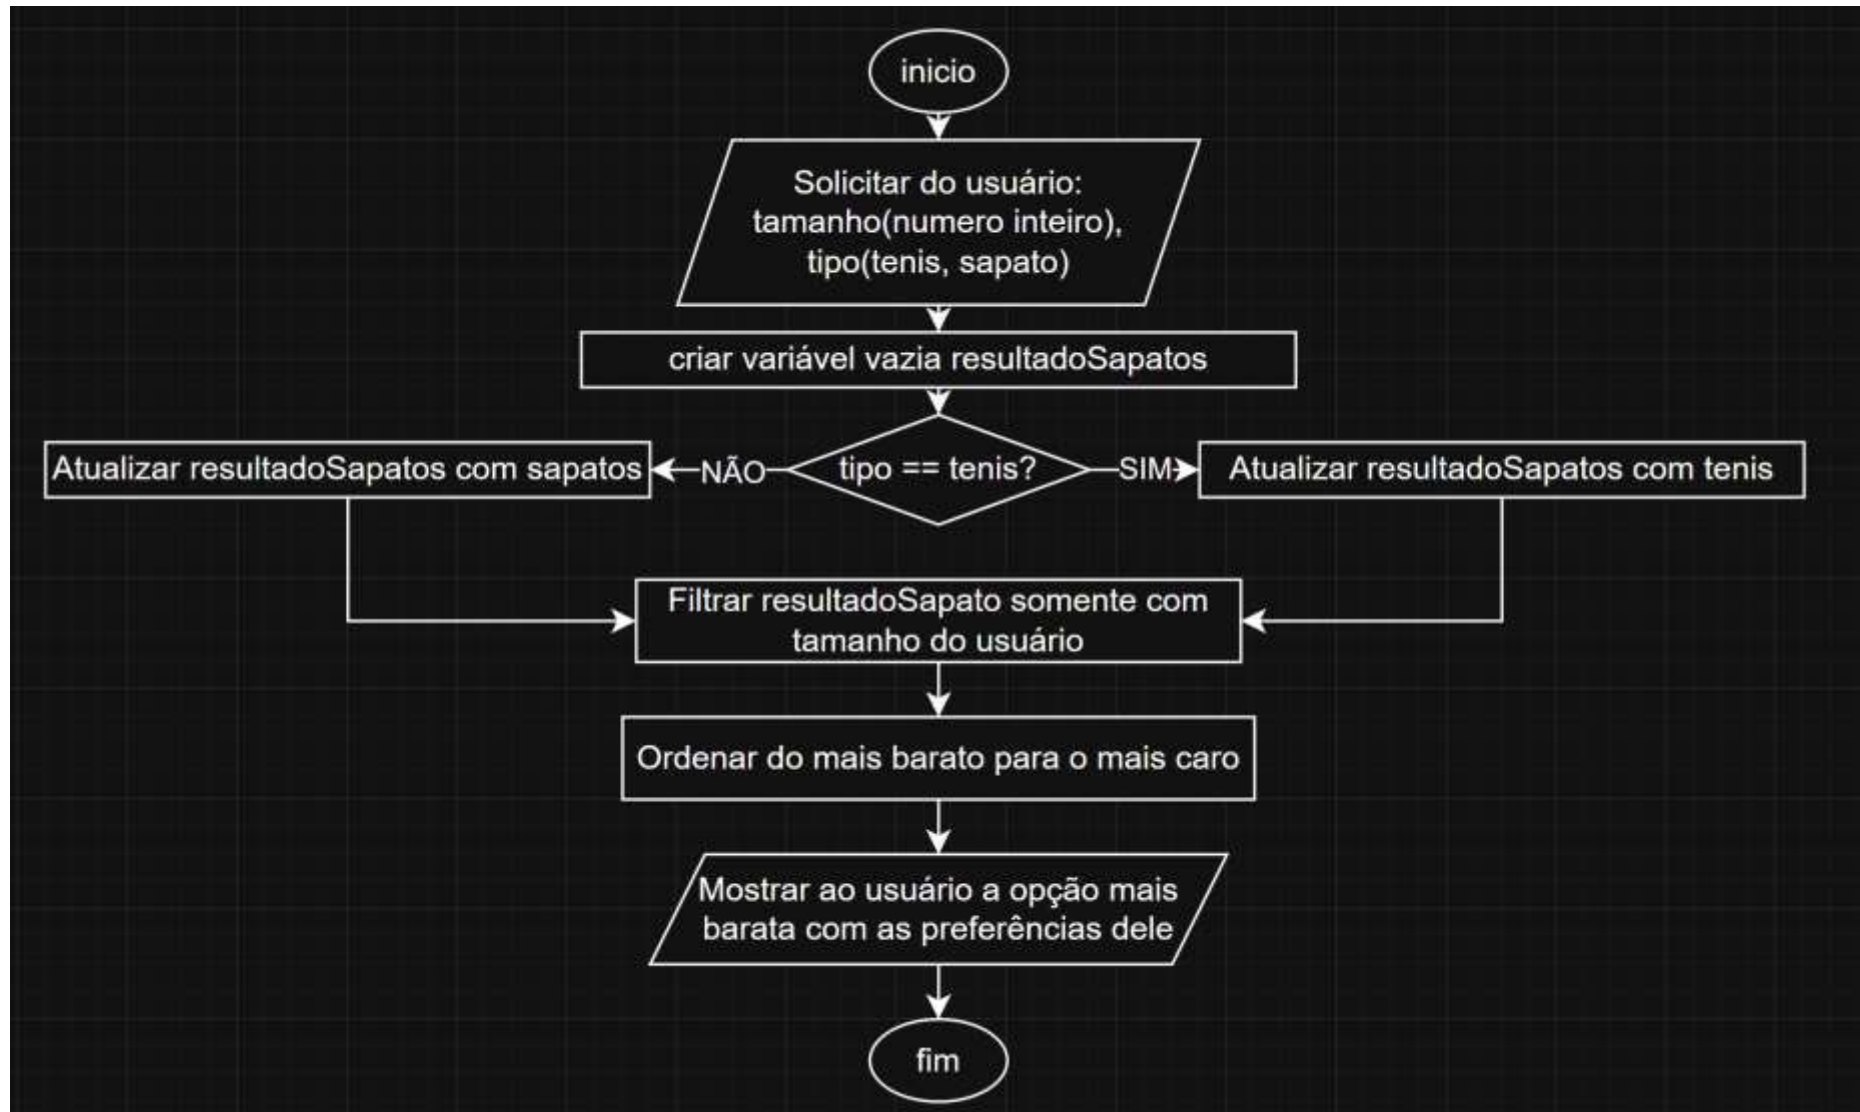 inicio
Solicitar do usuário:
tamanho(numero inteiro),
tipo(tenis, sapato)
criar variável vazia resultadoSapatos
Atualizar resultadoSapatos com sapatos
NÃO
tipo == tenis?
SIM
Atualizar resultadoSapatos com tenis
Filtrar resultadoSapato somente com
tamanho do usuário
Ordenar do mais barato para o mais caro
Mostrar ao usuário a opção mais
barata com as preferências dele
fim